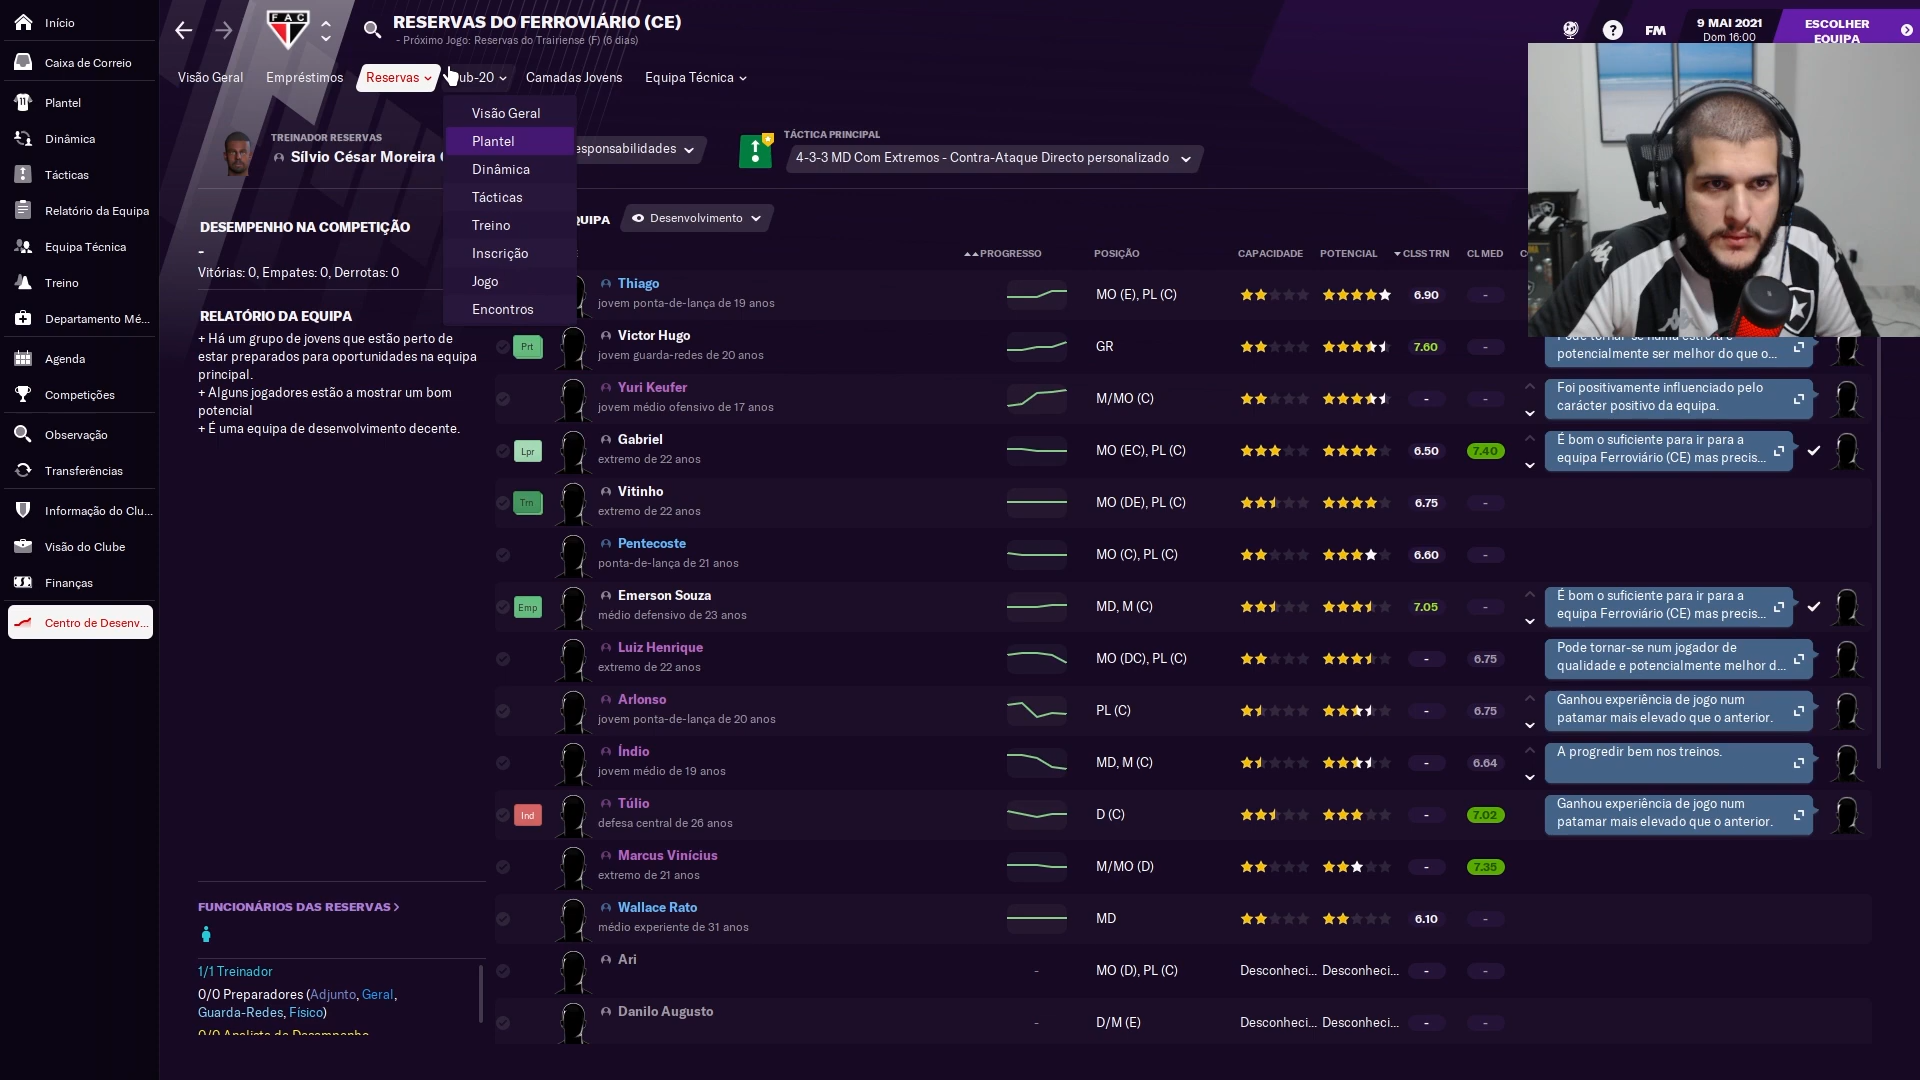 Início
Caixa de Correio
Plantel
Dinâmica
Tácticas
Relatório da Equipa
Equipa Técnica
Treino
Departamento Mé...
Agenda
Competições
Observação
Transferências
Informação do Clu...
Visão do Clube
Finanças
Centro de Desenv...
FAC
RESERVAS DO FERROVIÁRIO (CE)
- Próximo Jogo: Reservas do Trairiense (F) (6 dias)
FM
9 MAI 2021
Dom 16:00
ESCOLHER
EQUIPA
Visão Geral
Empréstimos
Reservas
ub-20
Camadas Jovens
Equipa Técnica
Visão Geral
Plantel
Dinâmica
Tácticas
Treino
Inscrição
Jogo
Encontros
TREINADOR RESERVAS
Sílvio César Moreira
esponsabilidades
TÁCTICA PRINCIPAL
4-3-3 MD Com Extremos - Contra-Ataque Directo personalizado
DESEMPENHO NA COMPETIÇÃO
-
Vitórias: 0, Empates: 0, Derrotas: 0
RELATÓRIO DA EQUIPA
+ Há um grupo de jovens que estão perto de
estar preparados para oportunidades na equipa
principal.
+ Alguns jogadores estão a mostrar um bom
potencial
+ É uma equipa de desenvolvimento decente.
FUNCIONÁRIOS DAS RESERVAS
1/1 Treinador
0/0 Preparadores (Adjunto, Geral,
Guarda-Redes, Físico)
0/0 Analista de Desempenho
QUIPA
Desenvolvimento
PROGRESSO POSIÇÃO CAPACIDADE POTENCIAL CLSS TRN CL MED
Thiago
jovem ponta-de-lança de 19 anos
MO (E), PL (C) 6.90 -
Prt
Victor Hugo
jovem guarda-redes de 20 anos
GR 7.60 -
potencialmente ser melhor do que o...
Yuri Keufer
jovem médio ofensivo de 17 anos
M/MO (C) - -
Foi positivamente influenciado pelo
carácter positivo da equipa.
Lpr
Gabriel
extremo de 22 anos
MO (EC), PL (C) 6.50 7.40
É bom o suficiente para ir para a
equipa Ferroviário (CE) mas precis...
Trn
Vitinho
extremo de 22 anos
MO (DE), PL (C) 6.75 -
Pentecoste
ponta-de-lança de 21 anos
MO (C), PL (C) 6.60 -
Emp
Emerson Souza
médio defensivo de 23 anos
MD, M (C) 7.05 -
É bom o suficiente para ir para a
equipa Ferroviário (CE) mas precis...
Luiz Henrique
extremo de 22 anos
MO (DC), PL (C) - 6.75
Pode tornar-se num jogador de
qualidade e potencialmente melhor d...
Arlonso
jovem ponta-de-lança de 20 anos
PL (C) - 6.75
Ganhou experiência de jogo num
patamar mais elevado que o anterior.
Índio
jovem médio de 19 anos
MD, M (C) - 6.64
A progredir bem nos treinos.
Ind
Túlio
defesa central de 26 anos
D (C) - 7.02
Ganhou experiência de jogo num
patamar mais elevado que o anterior.
Marcus Vinícius
extremo de 21 anos
M/MO (D) - 7.35
Wallace Rato
médio experiente de 31 anos
MD 6.10 -
Ari
- MO (D), PL (C) Desconheci... Desconheci... - -
Danilo Augusto
- D/M (E) Desconheci... Desconheci... - -